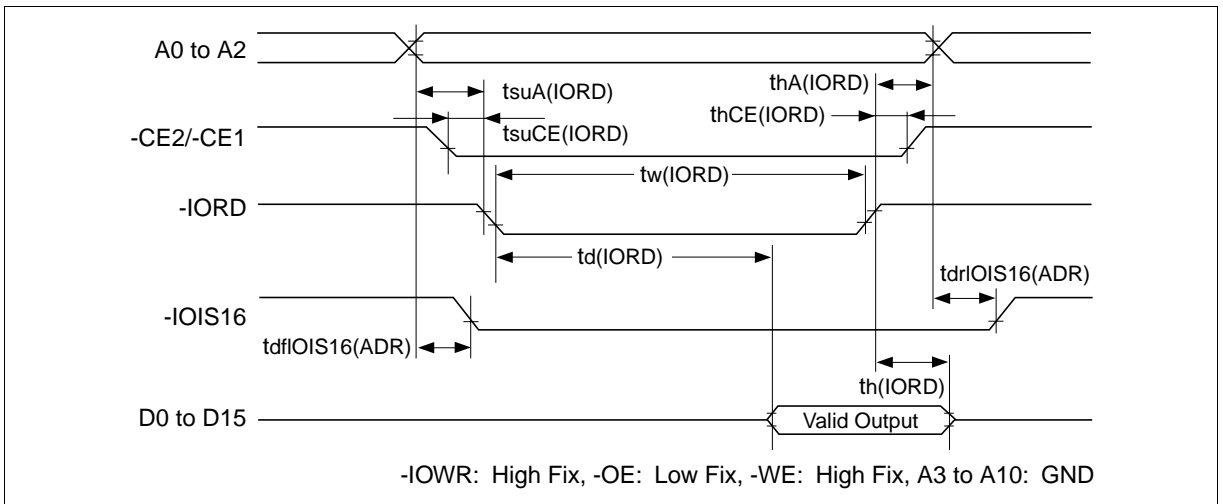 A0 to A2
tsuA(IORD)
thA(IORD)
thCE(IORD)
-CE2/-CE1
tsuCE(IORD)
tw(IORD)
-IORD
td(IORD)
tdrIOIS16(ADR)
-IOIS16
tdfIOIS16(ADR)
th(IORD)
D0 to D15
Valid Output
-IOWR: High Fix, -OE: Low Fix, -WE: High Fix, A3 to A10: GND